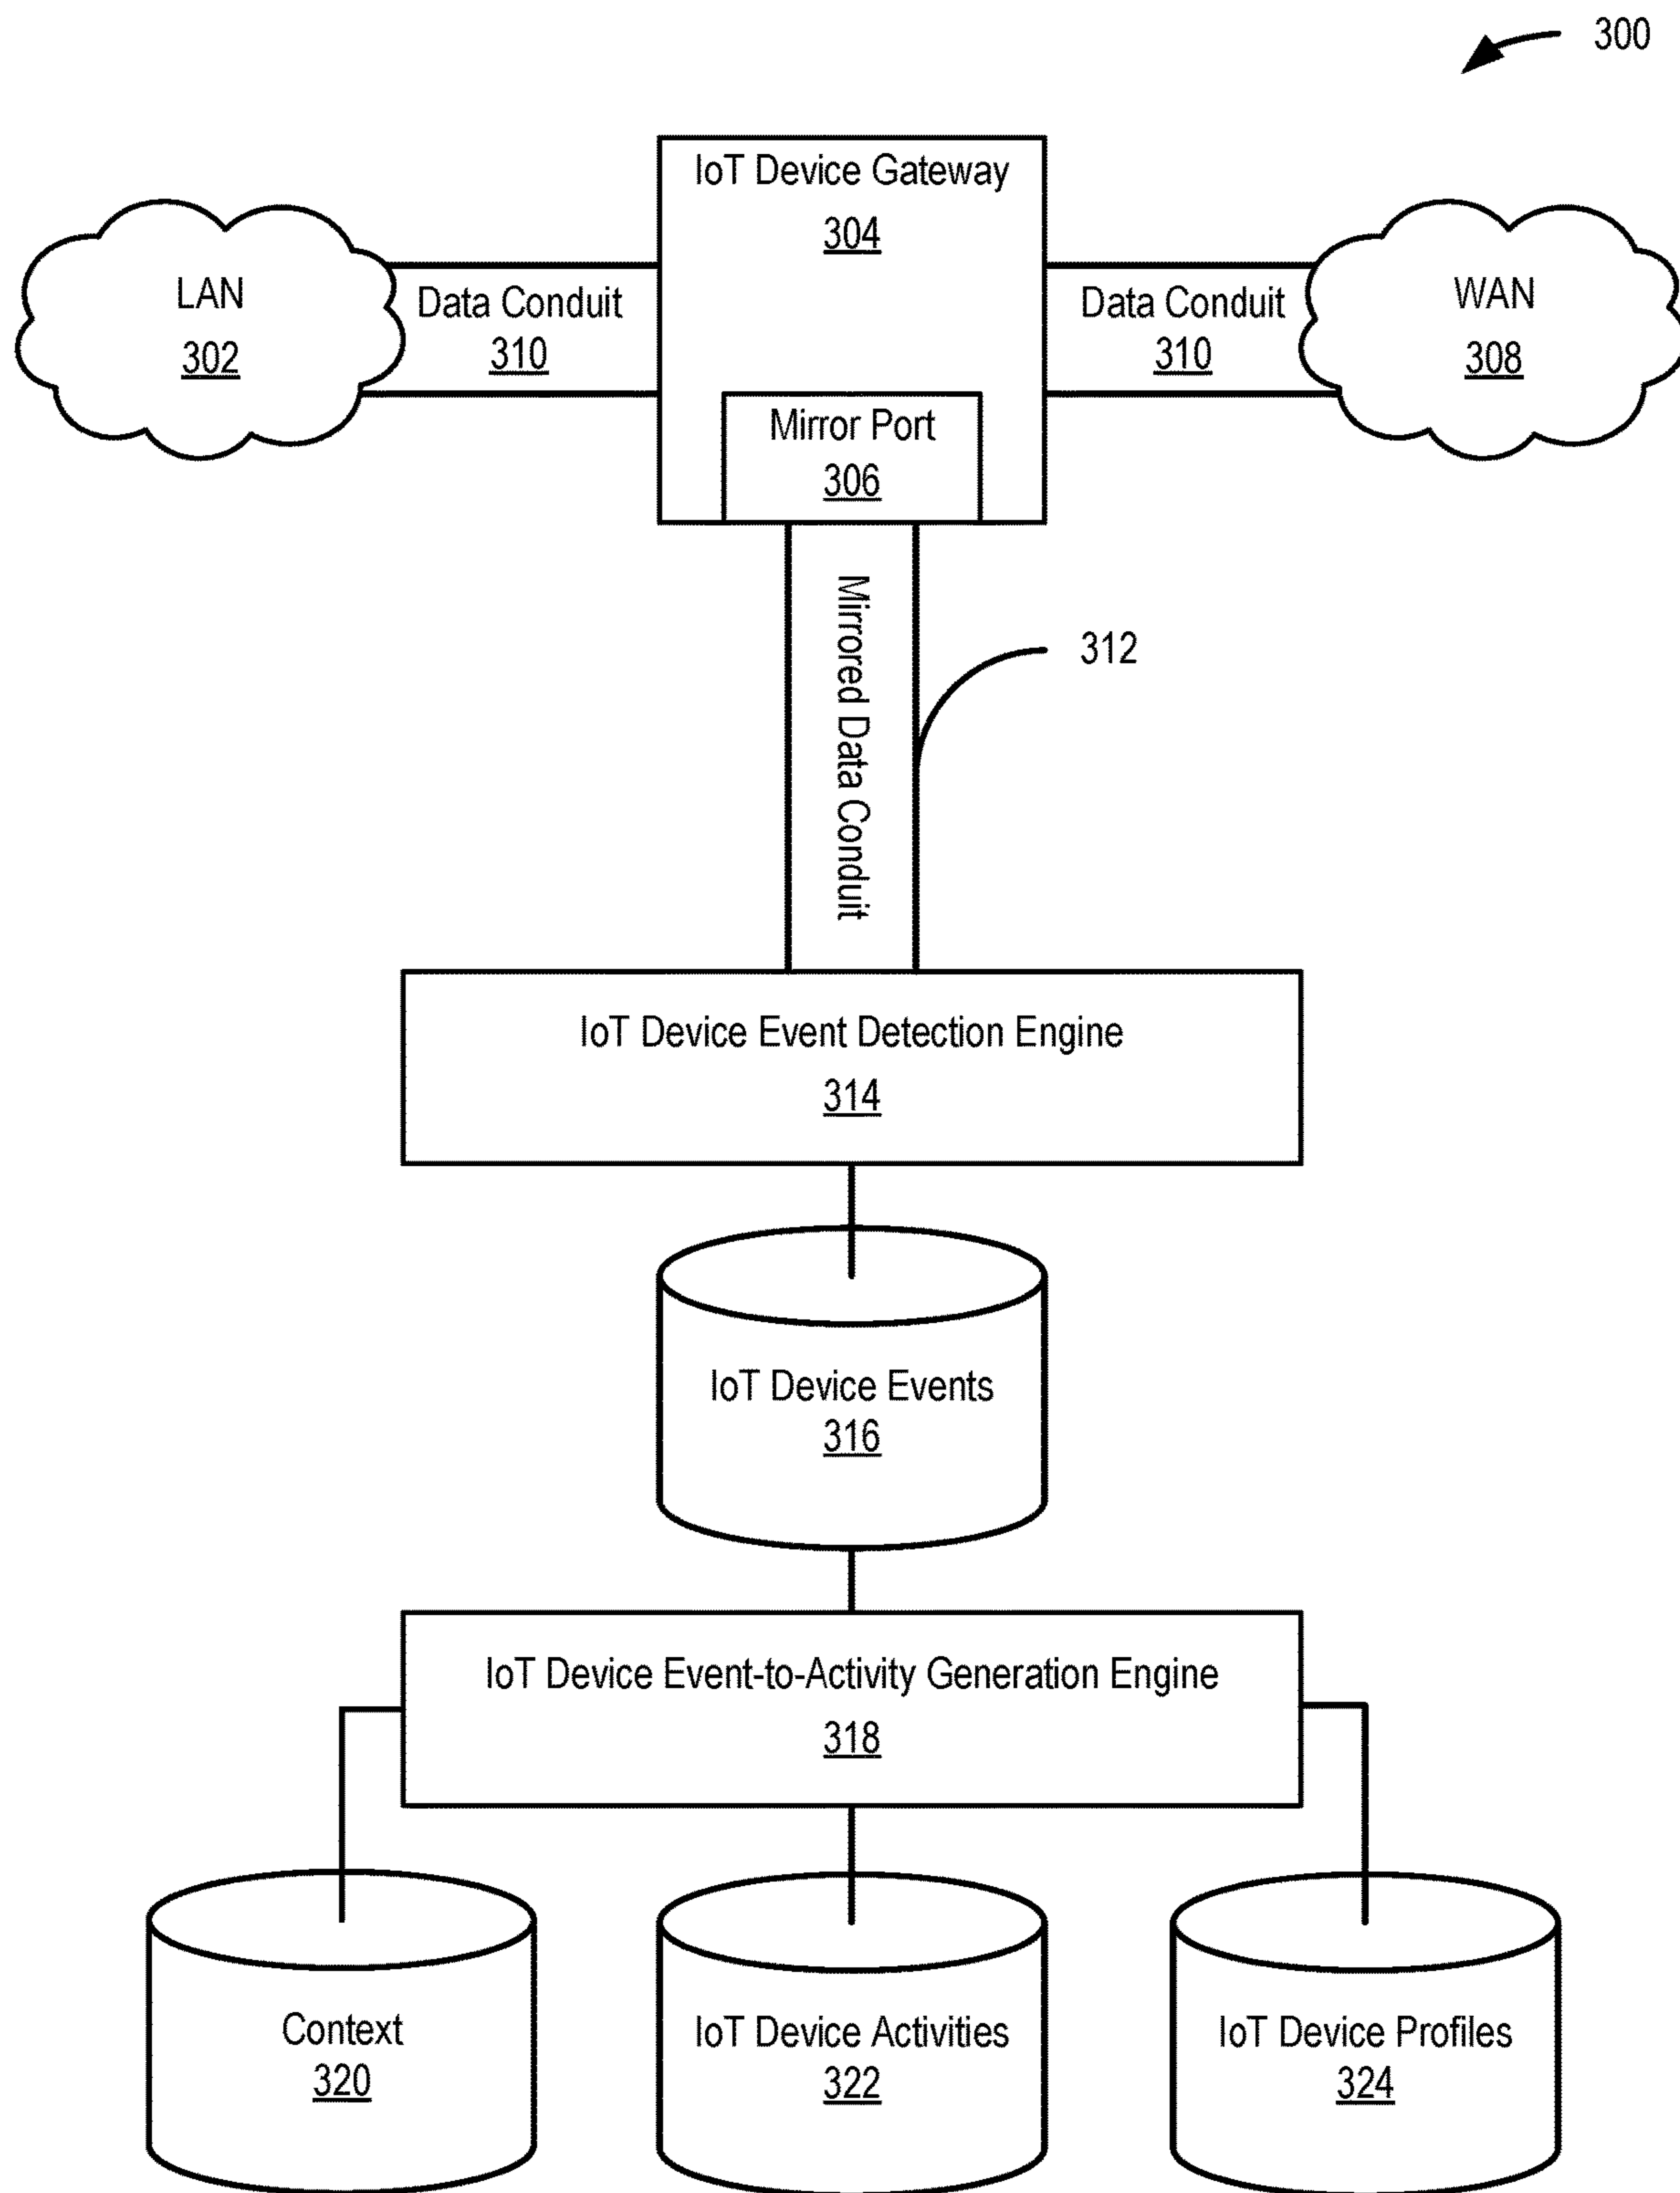 300
IoT Device Gateway
304
LAN
302
Data Conduit
310
Data Conduit
310
WAN
308
Mirror Port
306
Mirrored Data Conduit
312
IoT Device Event Detection Engine
314
IoT Device Events
316
IoT Device Event-to-Activity Generation Engine
318
Context
320
IoT Device Activities
322
IoT Device Profiles
324